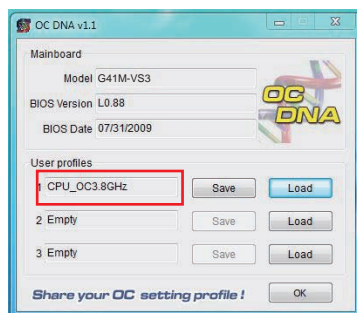 OC DNA v1.1
Mainboard
Model G41M-VS3
BIOS Version L0.88
BIOS Date 07/31/2009
OC
DNA
User profiles
1 CPU_OC3.8GHz Save Load
2 Empty Save Load
3 Empty Save Load
Share your OC setting profile! OK